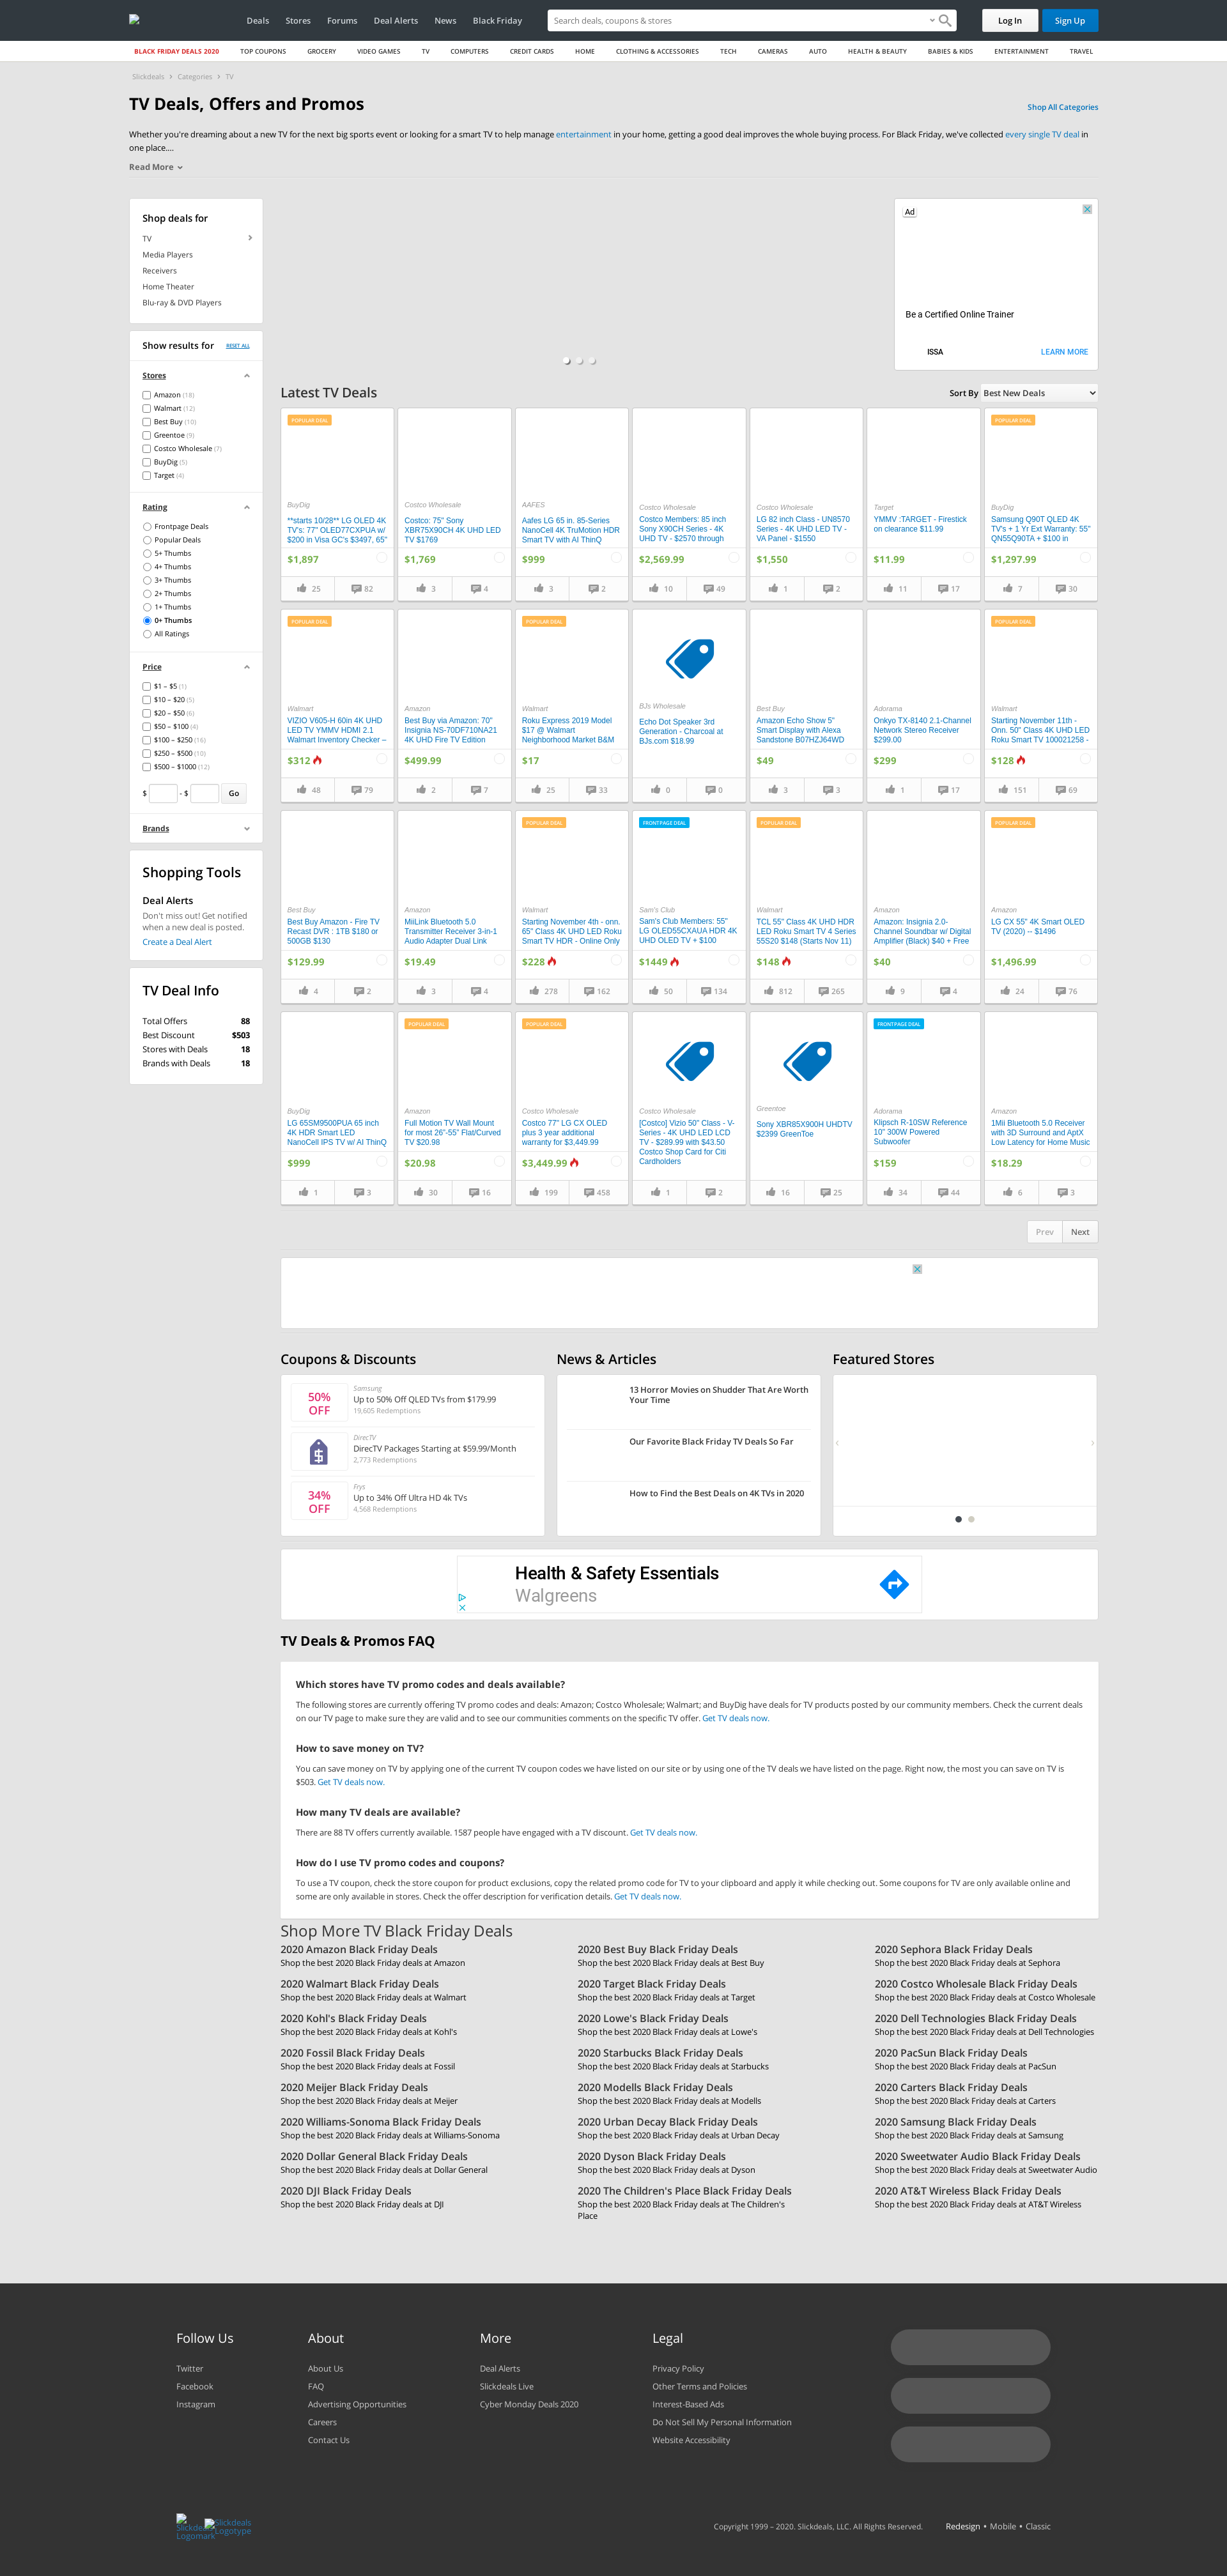 Deals Stores Forums Deal Alerts News Black Friday Search deals, coupons & stores Log In Sign Up
BLACK FRIDAY DEALS 2020 TOP COUPONS GROCERY VIDEO GAMES TV COMPUTERS CREDIT CARDS HOME CLOTHING & ACCESSORIES TECH CAMERAS AUTO HEALTH & BEAUTY BABIES & KIDS ENTERTAINMENT TRAVEL
Slickdeals › Categories › TV
TV Deals, Offers and Promos
Shop All Categories
Whether you're dreaming about a new TV for the next big sports event or looking for a smart TV to help manage entertainment in your home, getting a good deal improves the whole buying process. For Black Friday, we've collected every single TV deal in
one place....
Read More
Shop deals for
TV
Media Players
Receivers
Home Theater
Blu-ray & DVD Players
Show results for RESET ALL
Stores
Amazon (18)
Walmart (12)
Best Buy (10)
Greentoe (9)
Costco Wholesale (7)
BuyDig (5)
Target (4)
Rating
Frontpage Deals
Popular Deals
5+ Thumbs
4+ Thumbs
3+ Thumbs
2+ Thumbs
1+ Thumbs
0+ Thumbs
All Ratings
Price
$1 – $5 (1)
$10 – $20 (5)
$20 – $50 (6)
$50 – $100 (4)
$100 – $250 (16)
$250 – $500 (10)
$500 – $1000 (12)
$ - $ Go
Brands
Shopping Tools
Deal Alerts
Don't miss out! Get notified
when a new deal is posted.
Create a Deal Alert
TV Deal Info
Total Offers 88
Best Discount $503
Stores with Deals 18
Brands with Deals 18
Ad
Be a Certified Online Trainer
ISSA LEARN MORE
Latest TV Deals
Sort By Best New Deals
POPULAR DEAL
BuyDig
**starts 10/28** LG OLED 4K
TV's: 77" OLED77CXPUA w/
$200 in Visa GC's $3497, 65"
$1,897
25 82
Costco Wholesale
Costco: 75" Sony
XBR75X90CH 4K UHD LED
TV $1769
$1,769
3 4
AAFES
Aafes LG 65 in. 85-Series
NanoCell 4K TruMotion HDR
Smart TV with AI ThinQ
$999
3 2
Costco Wholesale
Costco Members: 85 inch
Sony X90CH Series - 4K
UHD TV - $2570 through
$2,569.99
10 49
Costco Wholesale
LG 82 inch Class - UN8570
Series - 4K UHD LED TV -
VA Panel - $1550
$1,550
1 2
Target
YMMV :TARGET - Firestick
on clearance $11.99
$11.99
11 17
POPULAR DEAL
BuyDig
Samsung Q90T QLED 4K
TV's + 1 Yr Ext Warranty: 55"
QN55Q90TA + $100 in
$1,297.99
7 30
POPULAR DEAL
Walmart
VIZIO V605-H 60in 4K UHD
LED TV YMMV HDMI 2.1
Walmart Inventory Checker –
$312
48 79
Amazon
Best Buy via Amazon: 70"
Insignia NS-70DF710NA21
4K UHD Fire TV Edition
$499.99
2 7
POPULAR DEAL
Walmart
Roku Express 2019 Model
$17 @ Walmart
Neighborhood Market B&M
$17
25 33
BJs Wholesale
Echo Dot Speaker 3rd
Generation - Charcoal at
BJs.com $18.99
0 0
Best Buy
Amazon Echo Show 5"
Smart Display with Alexa
Sandstone B07HZJ64WD
$49
3 3
Adorama
Onkyo TX-8140 2.1-Channel
Network Stereo Receiver
$299.00
$299
1 17
POPULAR DEAL
Walmart
Starting November 11th -
Onn. 50" Class 4K UHD LED
Roku Smart TV 100021258 -
$128
151 69
Best Buy
Best Buy Amazon - Fire TV
Recast DVR : 1TB $180 or
500GB $130
$129.99
4 2
Amazon
MiiLink Bluetooth 5.0
Transmitter Receiver 3-in-1
Audio Adapter Dual Link
$19.49
3 4
POPULAR DEAL
Walmart
Starting November 4th - onn.
65" Class 4K UHD LED Roku
Smart TV HDR - Online Only
$228
278 162
FRONTPAGE DEAL
Sam's Club
Sam's Club Members: 55"
LG OLED55CXAUA HDR 4K
UHD OLED TV + $100
$1449
50 134
POPULAR DEAL
Walmart
TCL 55" Class 4K UHD HDR
LED Roku Smart TV 4 Series
55S20 $148 (Starts Nov 11)
$148
812 265
Amazon
Amazon: Insignia 2.0-
Channel Soundbar w/ Digital
Amplifier (Black) $40 + Free
$40
9 4
POPULAR DEAL
Amazon
LG CX 55" 4K Smart OLED
TV (2020) -- $1496
$1,496.99
24 76
BuyDig
LG 65SM9500PUA 65 inch
4K HDR Smart LED
NanoCell IPS TV w/ AI ThinQ
$999
1 3
POPULAR DEAL
Amazon
Full Motion TV Wall Mount
for most 26"-55" Flat/Curved
TV $20.98
$20.98
30 16
POPULAR DEAL
Costco Wholesale
Costco 77" LG CX OLED
plus 3 year additional
warranty for $3,449.99
$3,449.99
199 458
Costco Wholesale
[Costco] Vizio 50" Class - V-
Series - 4K UHD LED LCD
TV - $289.99 with $43.50
Costco Shop Card for Citi
Cardholders
1 2
Greentoe
Sony XBR85X900H UHDTV
$2399 GreenToe
16 25
FRONTPAGE DEAL
Adorama
Klipsch R-10SW Reference
10" 300W Powered
Subwoofer
$159
34 44
Amazon
1Mii Bluetooth 5.0 Receiver
with 3D Surround and AptX
Low Latency for Home Music
$18.29
6 3
Prev Next
Coupons & Discounts
50%
OFF
Samsung
Up to 50% Off QLED TVs from $179.99
19,605 Redemptions
DirecTV
DirecTV Packages Starting at $59.99/Month
2,773 Redemptions
34%
OFF
Frys
Up to 34% Off Ultra HD 4k TVs
4,568 Redemptions
News & Articles
13 Horror Movies on Shudder That Are Worth
Your Time
Our Favorite Black Friday TV Deals So Far
How to Find the Best Deals on 4K TVs in 2020
Featured Stores
Health & Safety Essentials
Walgreens
TV Deals & Promos FAQ
Which stores have TV promo codes and deals available?
The following stores are currently offering TV promo codes and deals: Amazon; Costco Wholesale; Walmart; and BuyDig have deals for TV products posted by our community members. Check the current deals
on our TV page to make sure they are valid and to see our communities comments on the specific TV offer. Get TV deals now.
How to save money on TV?
You can save money on TV by applying one of the current TV coupon codes we have listed on our site or by using one of the TV deals we have listed on the page. Right now, the most you can save on TV is
$503. Get TV deals now.
How many TV deals are available?
There are 88 TV offers currently available. 1587 people have engaged with a TV discount. Get TV deals now.
How do I use TV promo codes and coupons?
To use a TV coupon, check the store coupon for product exclusions, copy the related promo code for TV to your clipboard and apply it while checking out. Some coupons for TV are only available online and
some are only available in stores. Check the offer description for verification details. Get TV deals now.
Shop More TV Black Friday Deals
2020 Amazon Black Friday Deals
Shop the best 2020 Black Friday deals at Amazon
2020 Best Buy Black Friday Deals
Shop the best 2020 Black Friday deals at Best Buy
2020 Sephora Black Friday Deals
Shop the best 2020 Black Friday deals at Sephora
2020 Walmart Black Friday Deals
Shop the best 2020 Black Friday deals at Walmart
2020 Target Black Friday Deals
Shop the best 2020 Black Friday deals at Target
2020 Costco Wholesale Black Friday Deals
Shop the best 2020 Black Friday deals at Costco Wholesale
2020 Kohl's Black Friday Deals
Shop the best 2020 Black Friday deals at Kohl's
2020 Lowe's Black Friday Deals
Shop the best 2020 Black Friday deals at Lowe's
2020 Dell Technologies Black Friday Deals
Shop the best 2020 Black Friday deals at Dell Technologies
2020 Fossil Black Friday Deals
Shop the best 2020 Black Friday deals at Fossil
2020 Starbucks Black Friday Deals
Shop the best 2020 Black Friday deals at Starbucks
2020 PacSun Black Friday Deals
Shop the best 2020 Black Friday deals at PacSun
2020 Meijer Black Friday Deals
Shop the best 2020 Black Friday deals at Meijer
2020 Modells Black Friday Deals
Shop the best 2020 Black Friday deals at Modells
2020 Carters Black Friday Deals
Shop the best 2020 Black Friday deals at Carters
2020 Williams-Sonoma Black Friday Deals
Shop the best 2020 Black Friday deals at Williams-Sonoma
2020 Urban Decay Black Friday Deals
Shop the best 2020 Black Friday deals at Urban Decay
2020 Samsung Black Friday Deals
Shop the best 2020 Black Friday deals at Samsung
2020 Dollar General Black Friday Deals
Shop the best 2020 Black Friday deals at Dollar General
2020 Dyson Black Friday Deals
Shop the best 2020 Black Friday deals at Dyson
2020 Sweetwater Audio Black Friday Deals
Shop the best 2020 Black Friday deals at Sweetwater Audio
2020 DJI Black Friday Deals
Shop the best 2020 Black Friday deals at DJI
2020 The Children's Place Black Friday Deals
Shop the best 2020 Black Friday deals at The Children's
Place
2020 AT&T Wireless Black Friday Deals
Shop the best 2020 Black Friday deals at AT&T Wireless
Follow Us
Twitter
Facebook
Instagram
About
About Us
FAQ
Advertising Opportunities
Careers
Contact Us
More
Deal Alerts
Slickdeals Live
Cyber Monday Deals 2020
Legal
Privacy Policy
Other Terms and Policies
Interest-Based Ads
Do Not Sell My Personal Information
Website Accessibility
Slickdeals
Logomark
Slickdeals
Logotype
Copyright 1999 – 2020. Slickdeals, LLC. All Rights Reserved. Redesign • Mobile • Classic